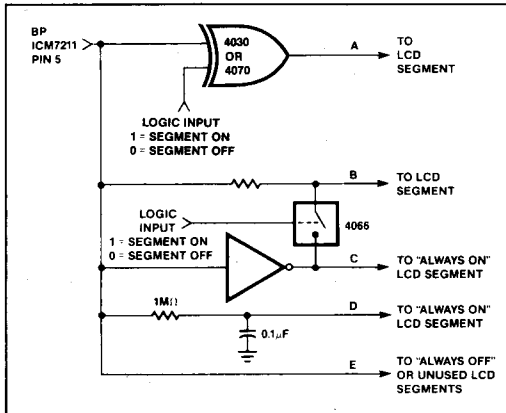 BP
ICM7211
PIN 5
4030
OR
4070
A
TO
LCD
SEGMENT
LOGIC INPUT
1 = SEGMENT ON
0 = SEGMENT OFF
B
TO LCD
SEGMENT
LOGIC
INPUT
1 = SEGMENT ON
0 = SEGMENT OFF
4066
C
TO "ALWAYS ON"
LCD SEGMENT
1MΩ
D
TO "ALWAYS ON"
LCD SEGMENT
0.1µF
E
TO "ALWAYS OFF"
OR UNUSED LCD
SEGMENTS